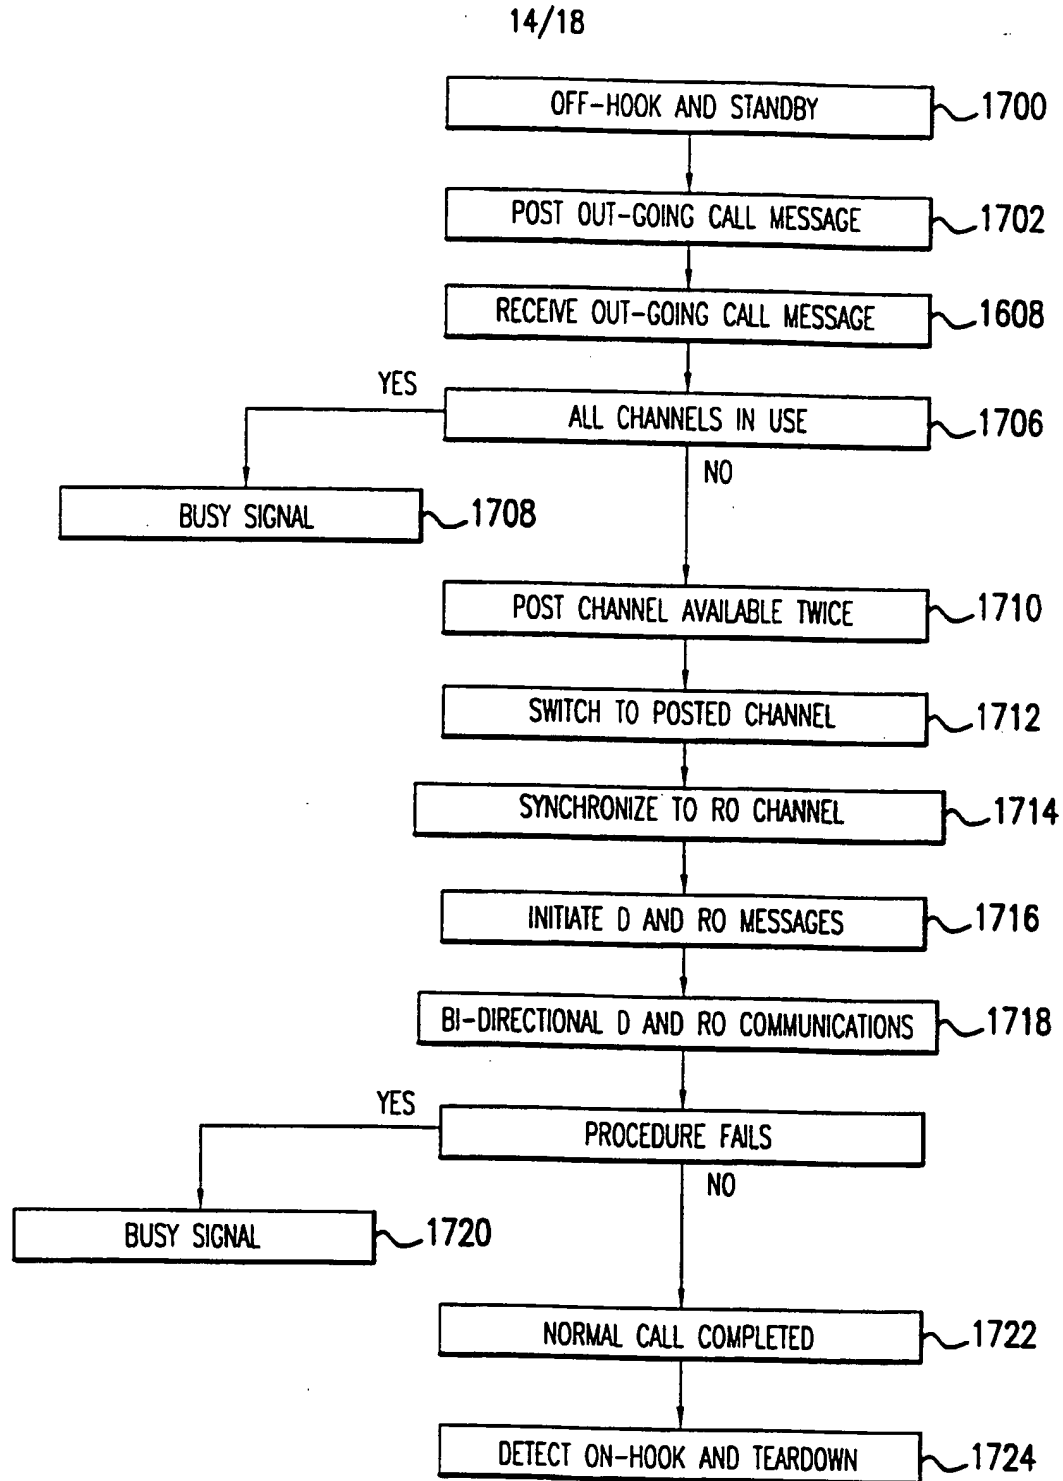 14/18
OFF-HOOK AND STANDBY 1700
POST OUT-GOING CALL MESSAGE 1702
RECEIVE OUT-GOING CALL MESSAGE 1608
YES
ALL CHANNELS IN USE 1706
NO
BUSY SIGNAL 1708
POST CHANNEL AVAILABLE TWICE 1710
SWITCH TO POSTED CHANNEL 1712
SYNCHRONIZE TO RO CHANNEL 1714
INITIATE D AND RO MESSAGES 1716
BI-DIRECTIONAL D AND RO COMMUNICATIONS 1718
YES
PROCEDURE FAILS
NO
BUSY SIGNAL 1720
NORMAL CALL COMPLETED 1722
DETECT ON-HOOK AND TEARDOWN 1724